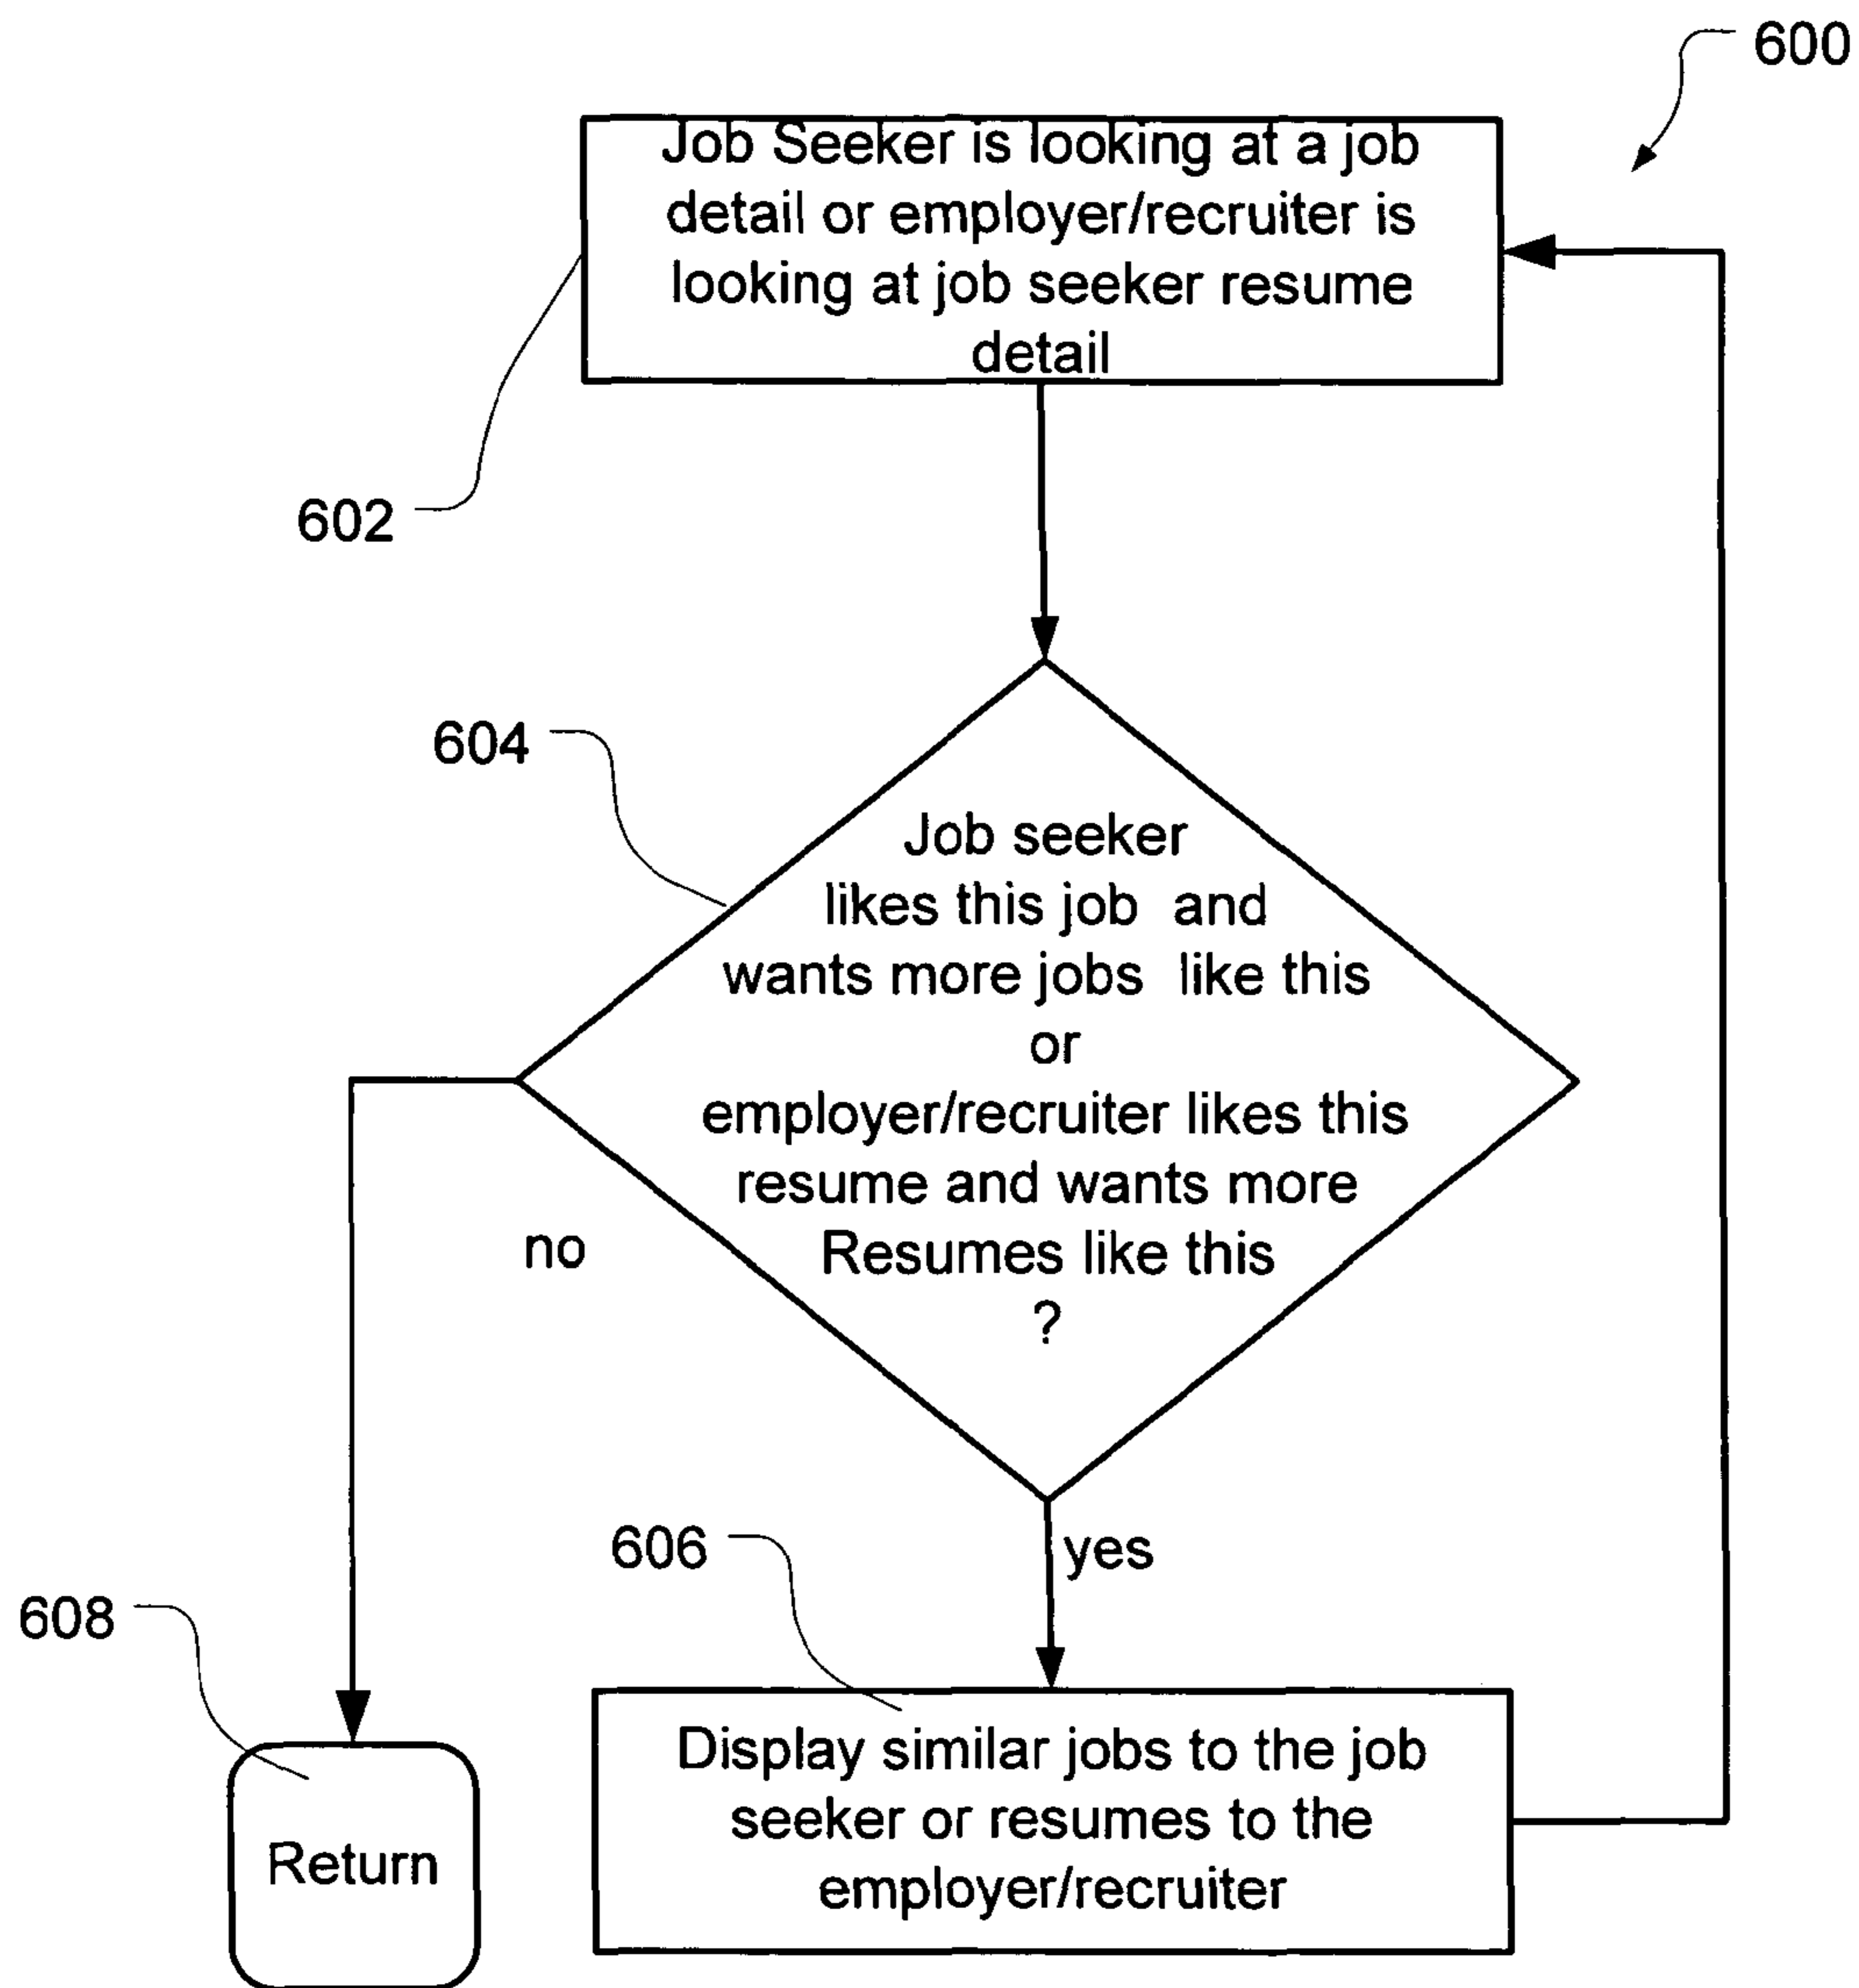 600
Job Seeker is looking at a job
detail or employer/recruiter is
looking at job seeker resume
detail
602
604
Job seeker
likes this job and
wants more jobs like this
or
employer/recruiter likes this
resume and wants more
Resumes like this
?
no
yes
606
608
Display similar jobs to the job
seeker or resumes to the
employer/recruiter
Return